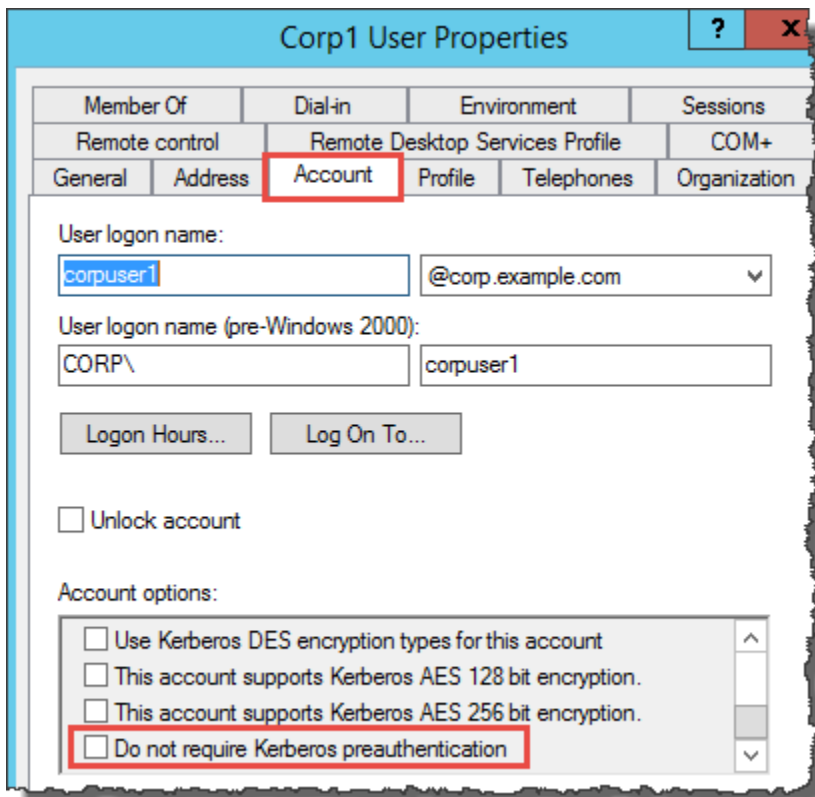 Corp1 User Properties
? x
Member Of Dial-in Environment Sessions
Remote control Remote Desktop Services Profile COM+
General Address Account Profile Telephones Organization
User logon name:
corpuser1 @corp.example.com
User logon name (pre-Windows 2000):
CORP\ corpuser1
Logon Hours... Log On To...
Unlock account
Account options:
Use Kerberos DES encryption types for this account
This account supports Kerberos AES 128 bit encryption.
This account supports Kerberos AES 256 bit encryption.
Do not require Kerberos preauthentication